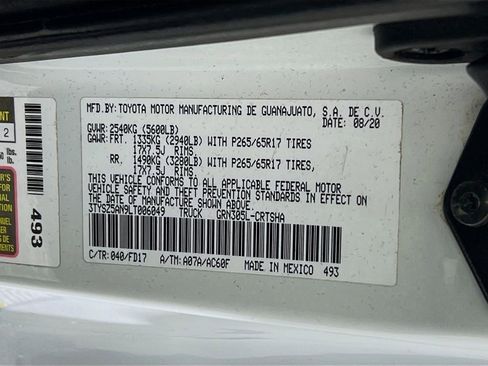 MFD.BY: TOYOTA MOTOR MANUFACTURING DE GUANAJUATO, S.A. DE C.V.
08/20
GVWR: 2540KG (5600LB)
GAWR: FRT. 1335KG (2940LB) WITH P265/65R17 TIRES
17X7.5J RIMS,
RR. 1490KG (3280LB) WITH P265/65R17 TIRES,
17X7.5J RIMS.
THIS VEHICLE CONFORMS TO ALL APPLICABLE FEDERAL MOTOR
VEHICLE SAFETY AND THEFT PREVENTION STANDARDS IN EFFECT ON
THE DATE OF MANUFACTURE SHOWN ABOVE.
3TYSZ5AN9LT006049 TRUCK GRN305L-CRTSHA
C/TR: 040/FD17 A/TM: A07A/AC60F MADE IN MEXICO 493
493
2
lbs.
lb.